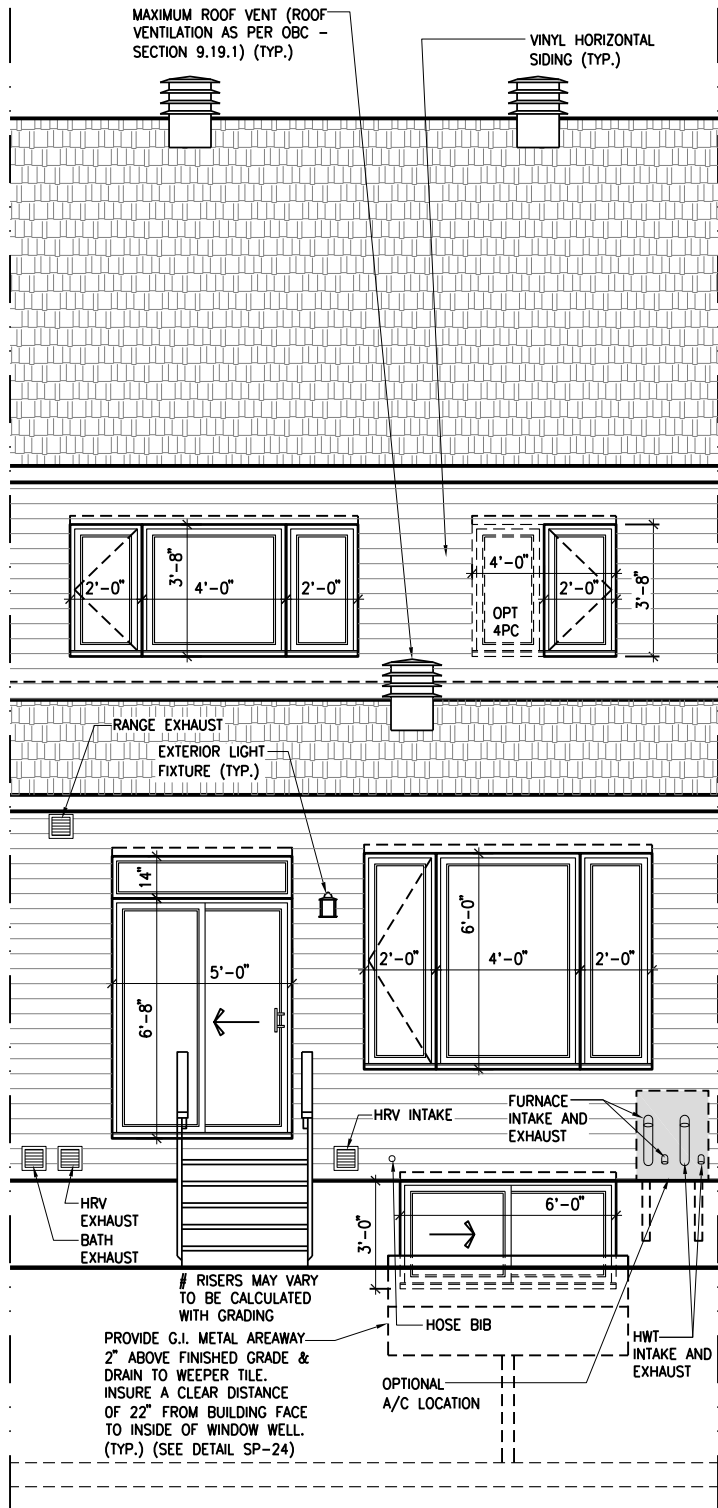 MAXIMUM ROOF VENT (ROOF
VENTILATION AS PER OBC -
SECTION 9.19.1) (TYP.)
VINYL HORIZONTAL
SIDING (TYP.)
2'-0"
3'-8"
4'-0"
2'-0"
4'-0"
OPT
4PC
2'-0"
3'-8"
RANGE EXHAUST
EXTERIOR LIGHT
FIXTURE (TYP.)
14"
5'-0"
6'-8"
2'-0"
6'-0"
4'-0"
2'-0"
FURNACE
INTAKE AND
EXHAUST
HRV INTAKE
HRV
EXHAUST
BATH
EXHAUST
3'-0"
6'-0"
# RISERS MAY VARY
TO BE CALCULATED
WITH GRADING
HOSE BIB
HWT
INTAKE AND
EXHAUST
PROVIDE G.I. METAL AREAWAY
2" ABOVE FINISHED GRADE &
DRAIN TO WEEPER TILE.
INSURE A CLEAR DISTANCE
OF 22" FROM BUILDING FACE
TO INSIDE OF WINDOW WELL.
(TYP.) (SEE DETAIL SP-24)
OPTIONAL
A/C LOCATION